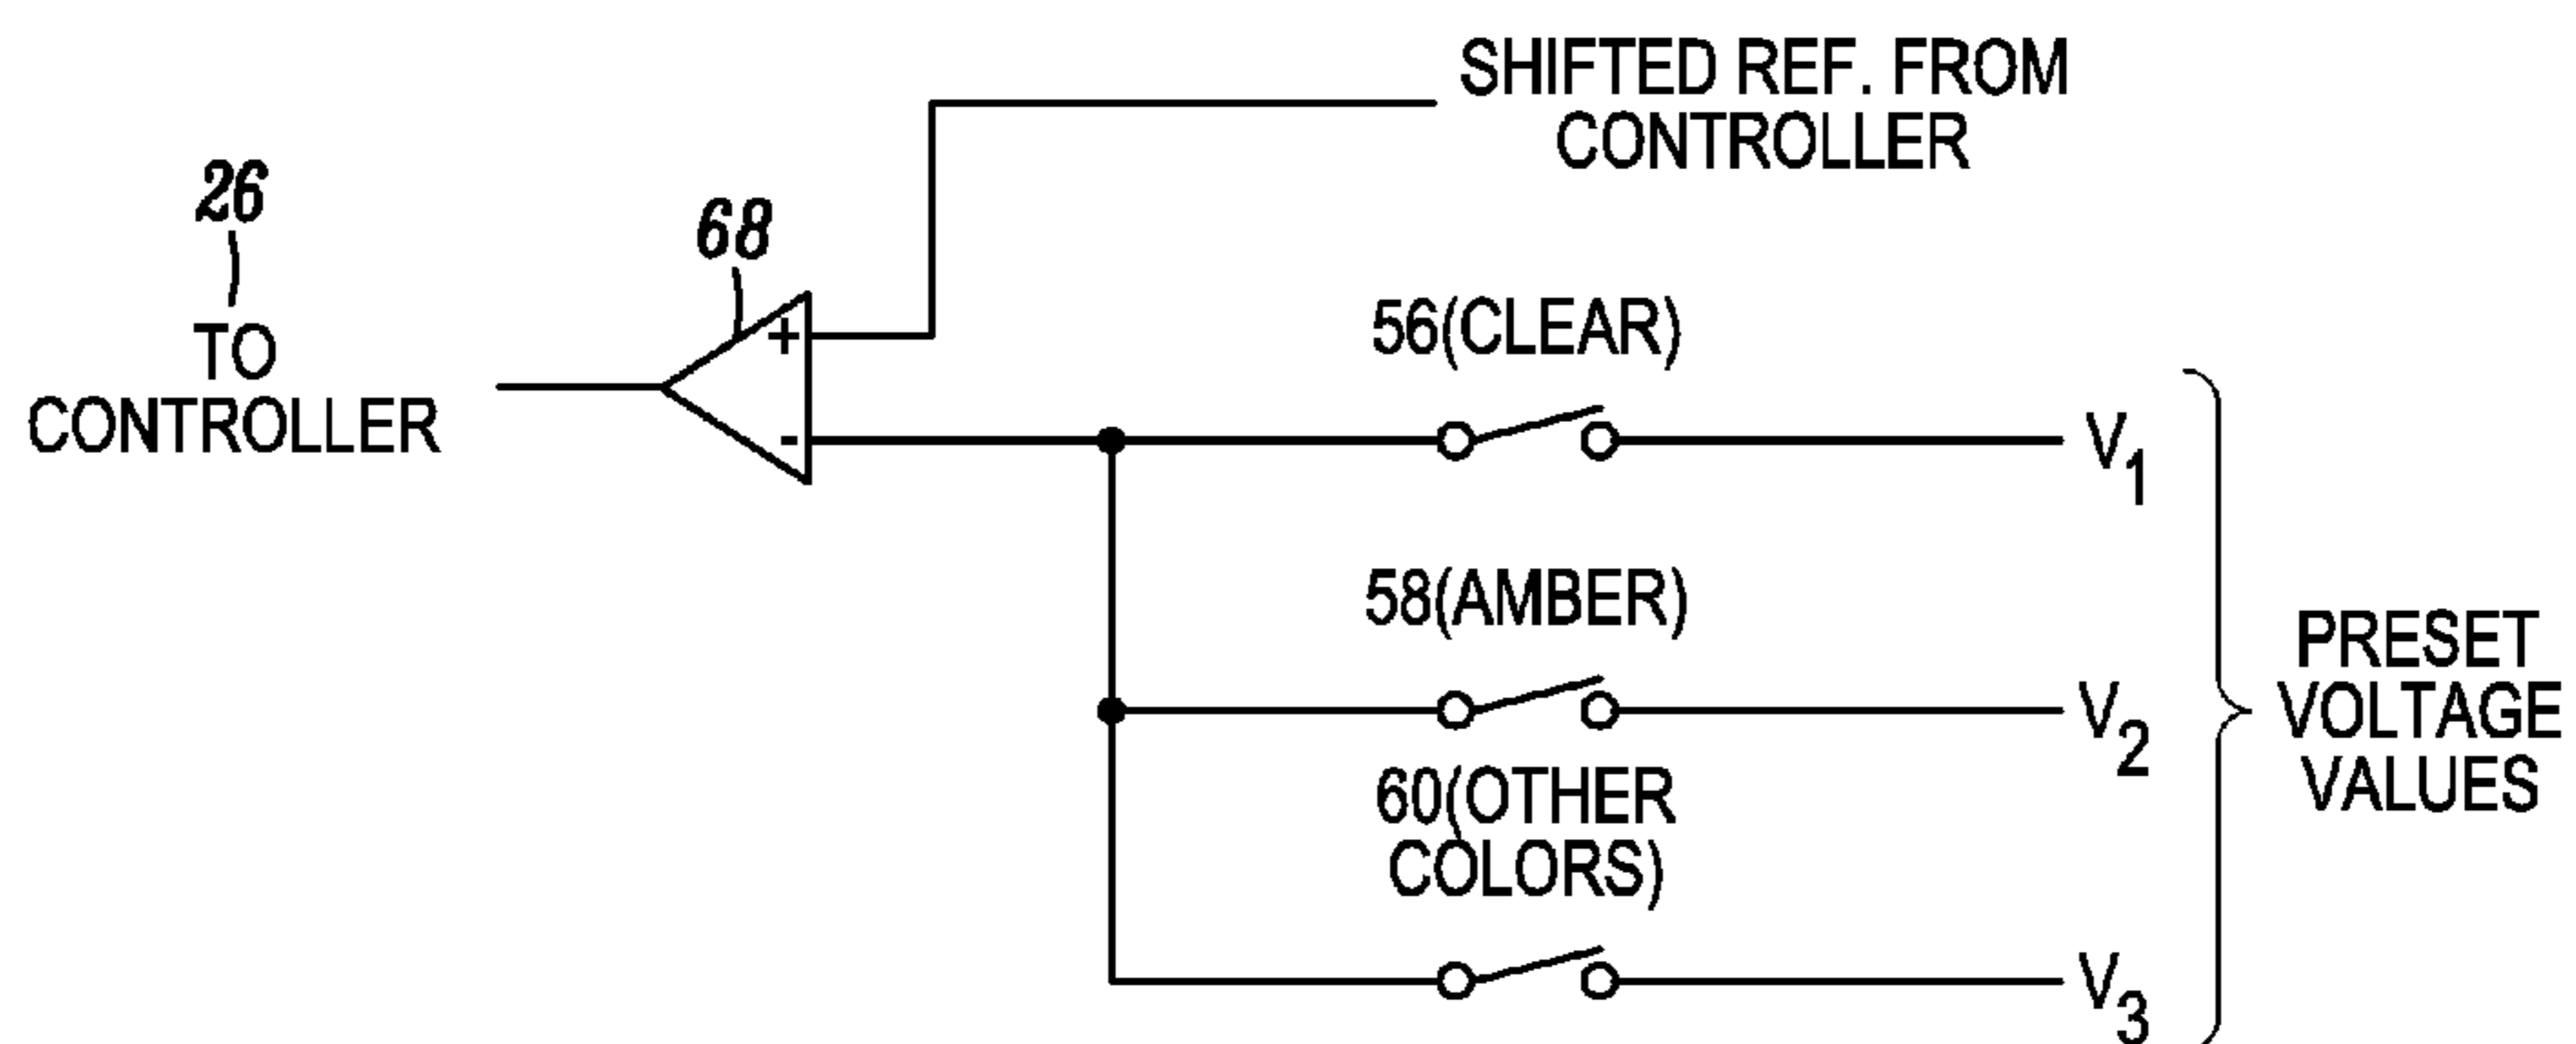 SHIFTED REF. FROM
CONTROLLER
26
68
TO
CONTROLLER
+
-
56(CLEAR)
V1
58(AMBER)
V2
60(OTHER
COLORS)
V3
PRESET
VOLTAGE
VALUES